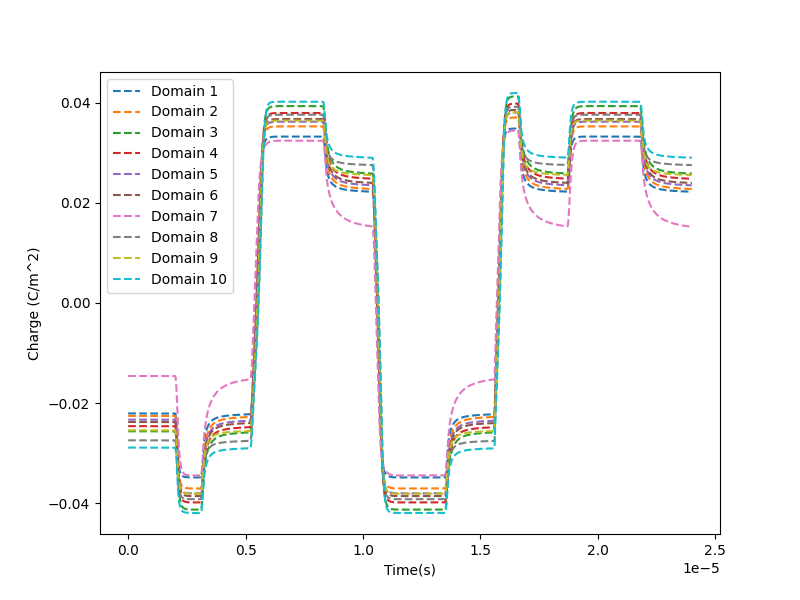 0.04
0.02
0.00
−0.02
−0.04
Charge (C/m^2)
Domain 1
Domain 2
Domain 3
Domain 4
Domain 5
Domain 6
Domain 7
Domain 8
Domain 9
Domain 10
0.0 0.5 1.0 1.5 2.0 2.5
1e−5
Time(s)